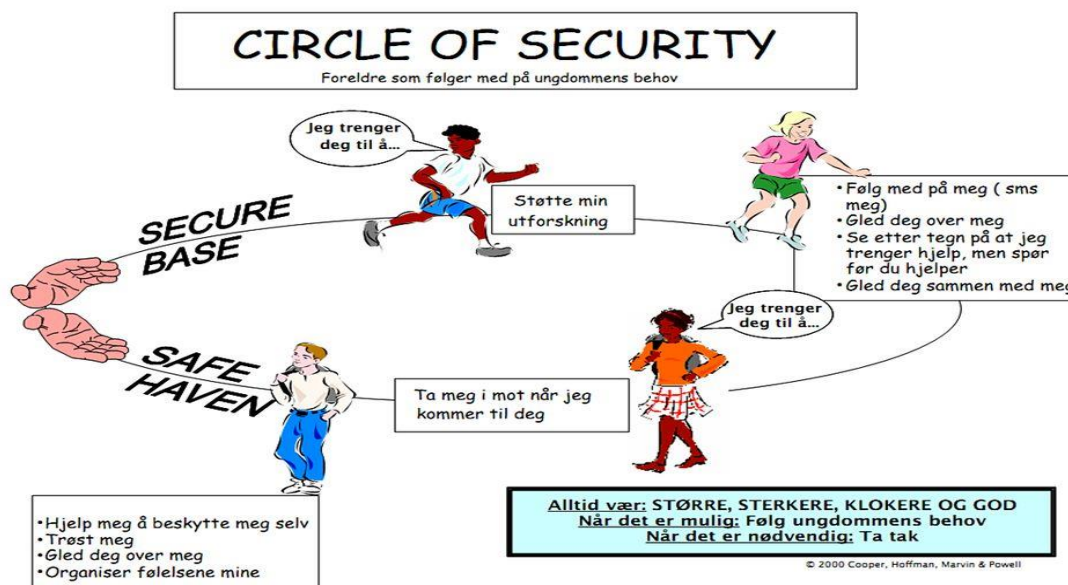 CIRCLE OF SECURITY
Foreldre som følger med på ungdommens behov
Jeg trenger
deg til å...
SECURE
BASE
Støtte min
utforskning
•Følg med på meg ( sms
meg)
•Gled deg over meg
•Se etter tegn på at jeg
trenger hjelp, men spør
før du hjelper
•Gled deg sammen med meg
Jeg trenger
deg til å...
SAFE
HAVEN
Ta meg i mot når jeg
kommer til deg
•Hjelp meg å beskytte meg selv
•Trøst meg
•Gled deg over meg
•Organiser følelsene mine
Alltid vær: STØRRE, STERKERE, KLOKERE OG GOD
Når det er mulig: Følg ungdommens behov
Når det er nødvendig: Ta tak
© 2000 Cooper, Hoffman, Marvin & Powell